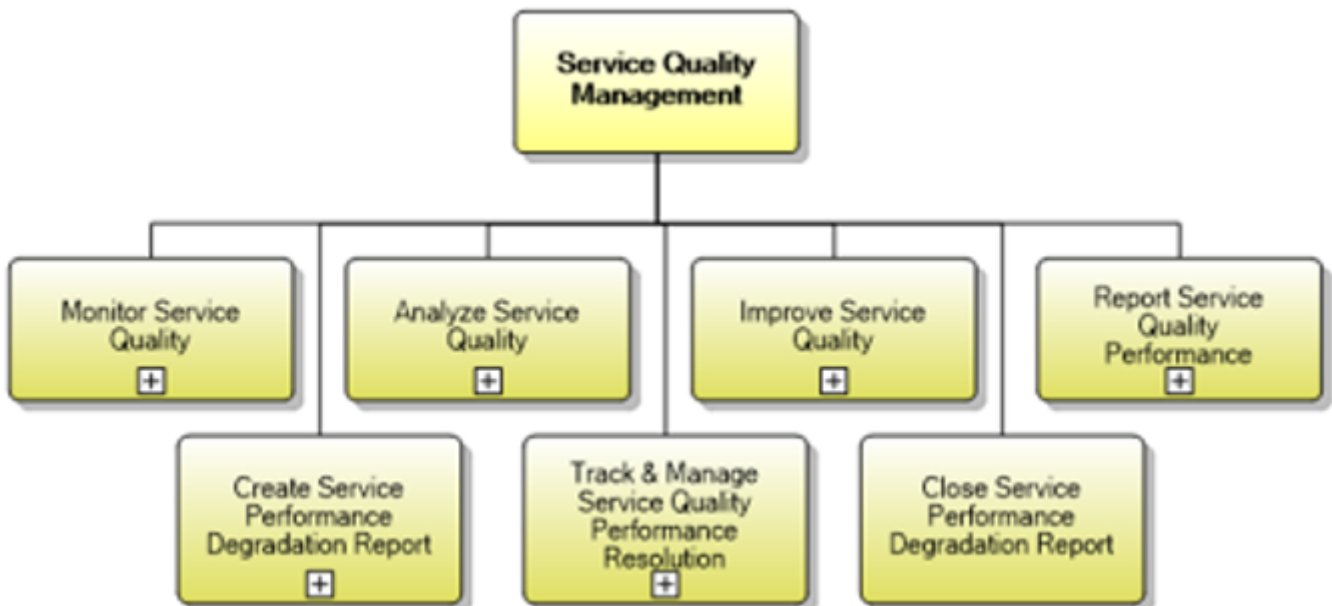 Service Quality
Management
Monitor Service
Quality
Analyze Service
Quality
Improve Service
Quality
Report Service
Quality
Performance
Create Service
Performance
Degradation Report
Track & Manage
Service Quality
Performance
Resolution
Close Service
Performance
Degradation Report